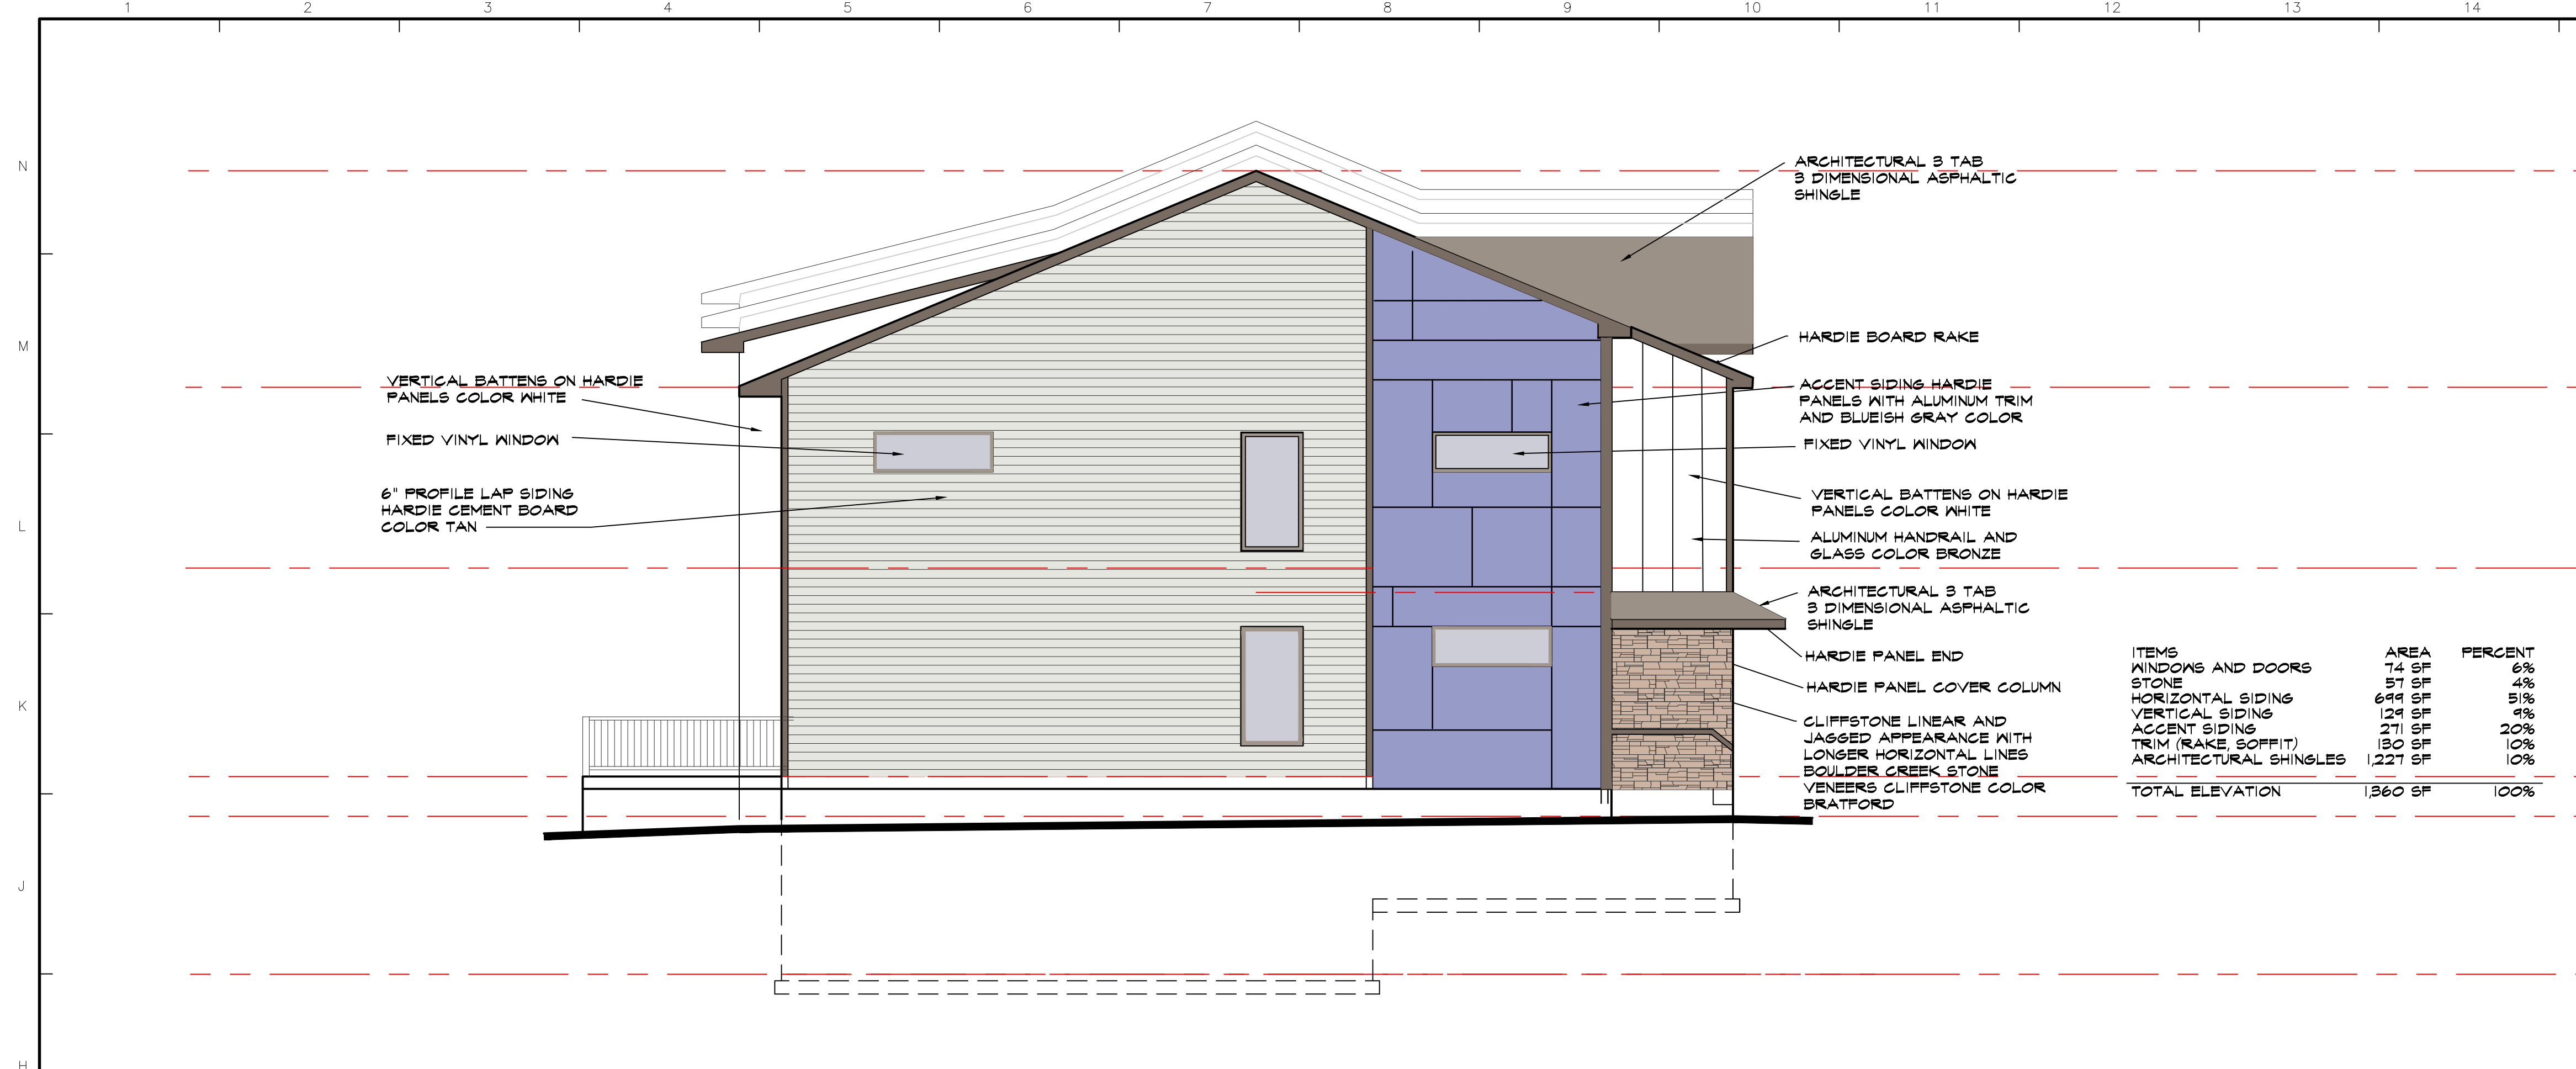 1 2 3 4 5 6 7 8 9 10 11 12 13 14
N
M
L
K
J
H
VERTICAL BATTENS ON HARDIE
PANELS COLOR WHITE
FIXED VINYL WINDOW
6" PROFILE LAP SIDING
HARDIE CEMENT BOARD
COLOR TAN
ARCHITECTURAL 3 TAB
3 DIMENSIONAL ASPHALTIC
SHINGLE
HARDIE BOARD RAKE
ACCENT SIDING HARDIE
PANELS WITH ALUMINUM TRIM
AND BLUEISH GRAY COLOR
FIXED VINYL WINDOW
VERTICAL BATTENS ON HARDIE
PANELS COLOR WHITE
ALUMINUM HANDRAIL AND
GLASS COLOR BRONZE
ARCHITECTURAL 3 TAB
3 DIMENSIONAL ASPHALTIC
SHINGLE
HARDIE PANEL END
HARDIE PANEL COVER COLUMN
CLIFFSTONE LINEAR AND
JAGGED APPEARANCE WITH
LONGER HORIZONTAL LINES
BOULDER CREEK STONE
VENEERS CLIFFSTONE COLOR
BRATFORD
ITEMS AREA PERCENT
WINDOWS AND DOORS 74 SF 6%
STONE 57 SF 4%
HORIZONTAL SIDING 699 SF 51%
VERTICAL SIDING 129 SF 9%
ACCENT SIDING 271 SF 20%
TRIM (RAKE, SOFFIT) 130 SF 10%
ARCHITECTURAL SHINGLES 1,227 SF 10%
TOTAL ELEVATION 1,360 SF 100%